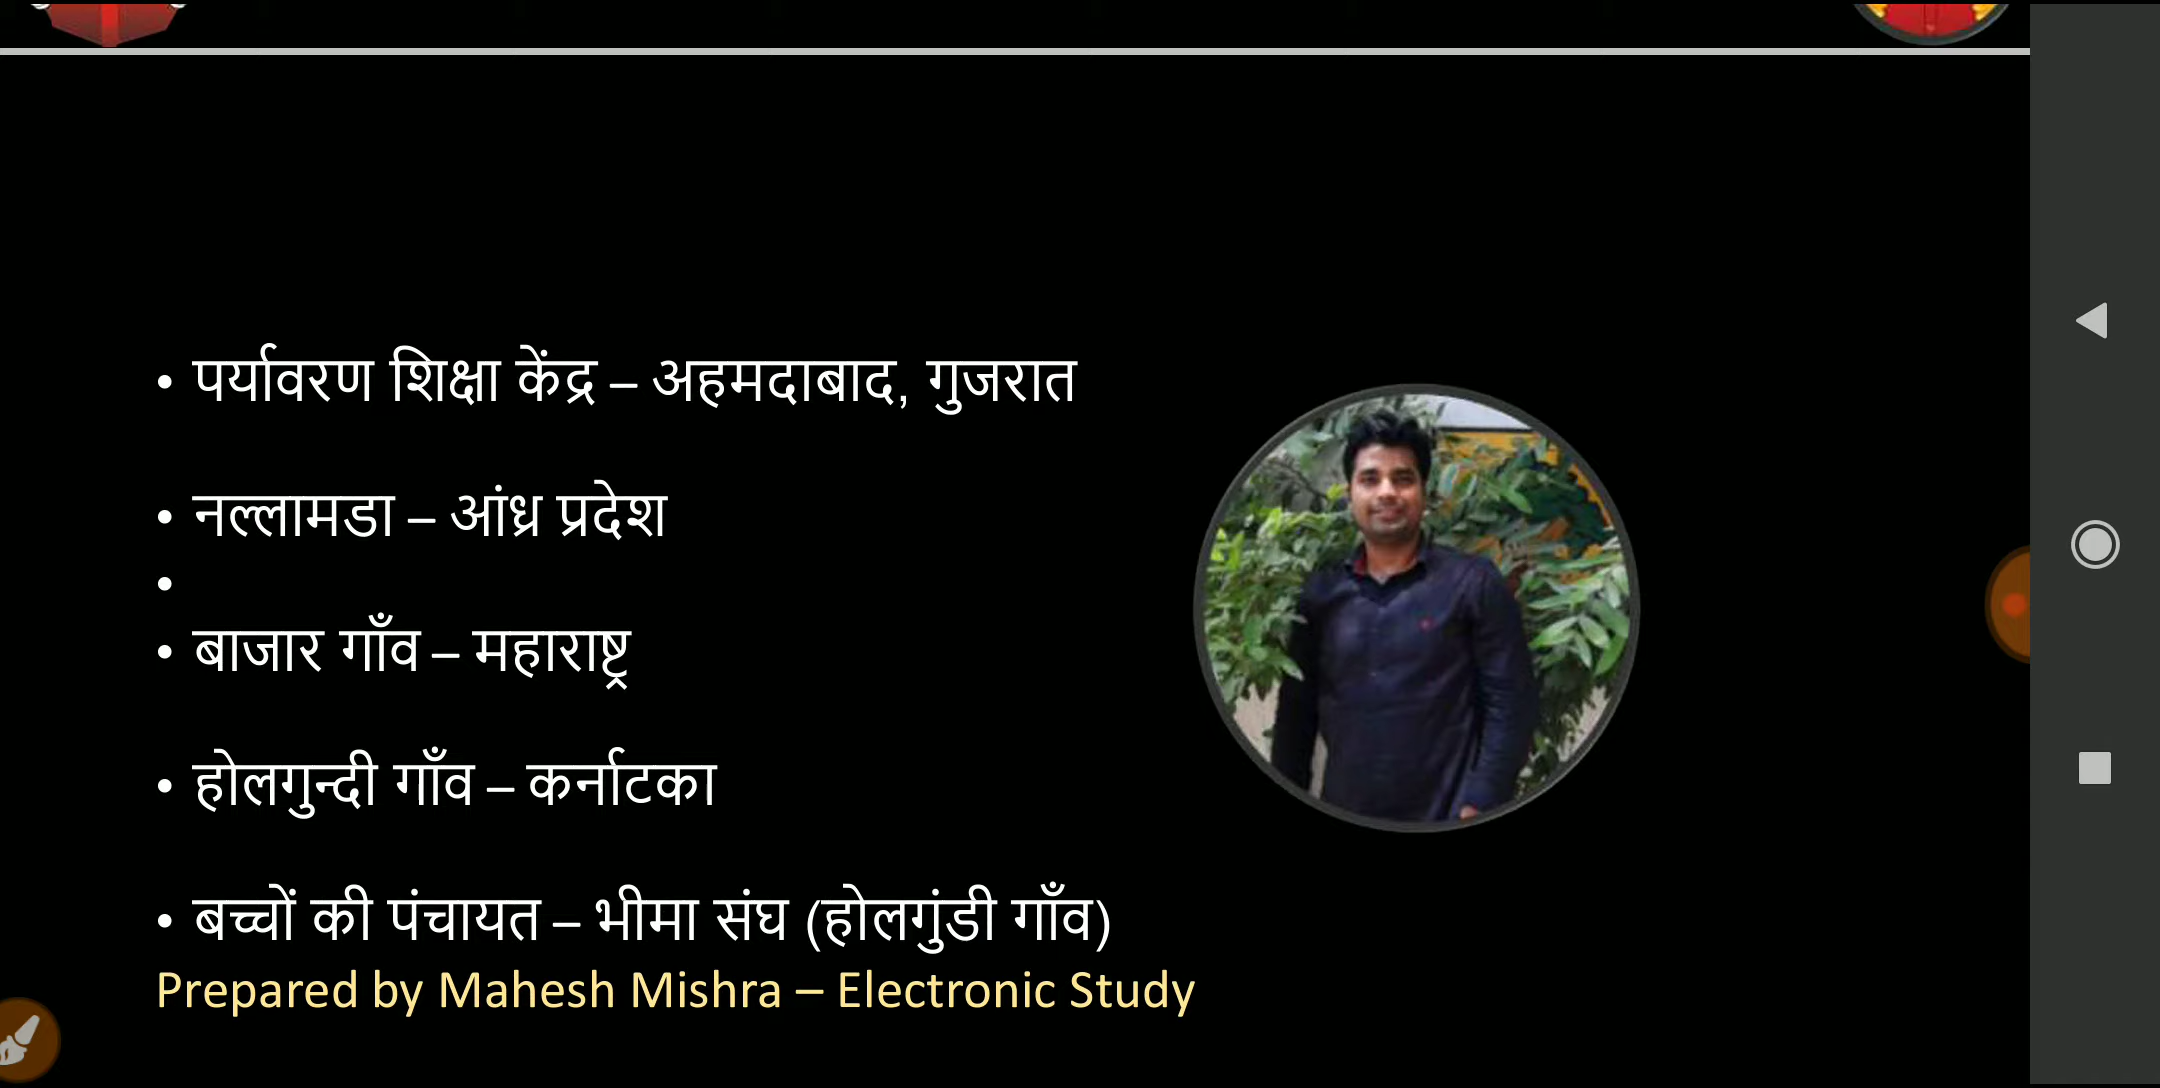 • पर्यावरण शिक्षा केंद्र – अहमदाबाद, गुजरात
• नल्लामडा – आंध्र प्रदेश
•
• बाजार गाँव – महाराष्ट्र
• होलगुन्दी गाँव – कर्नाटका
• बच्चों की पंचायत – भीमा संघ (होलगुंडी गाँव)
Prepared by Mahesh Mishra – Electronic Study